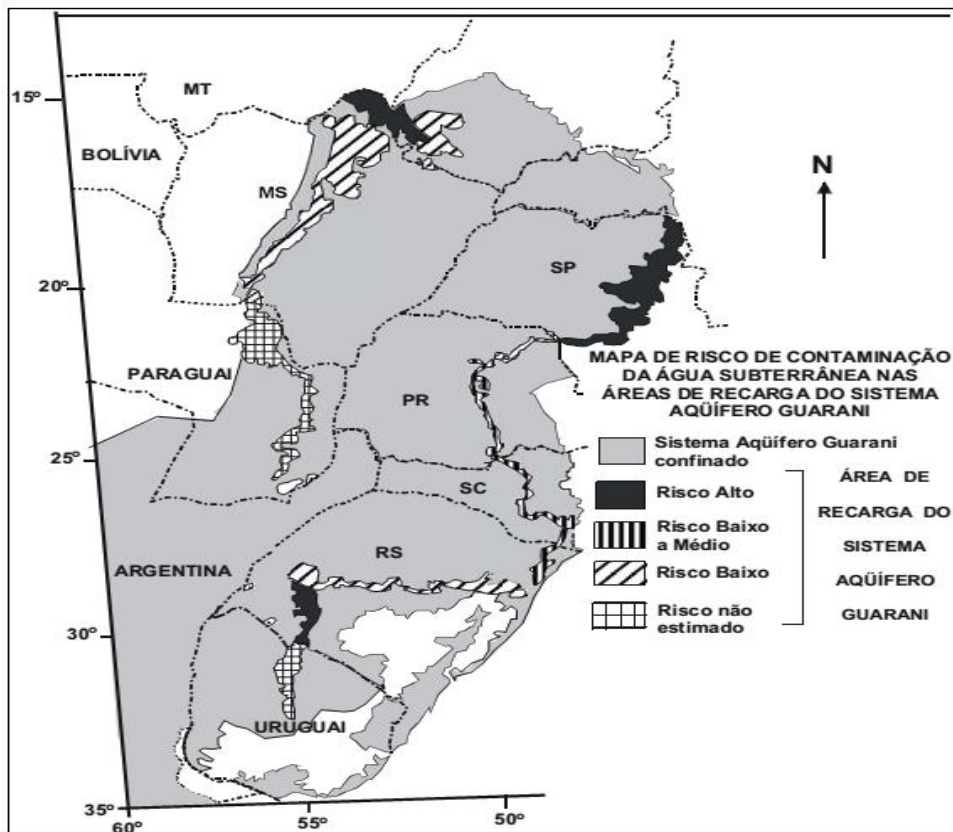 MT
15º
BOLÍVIA
MS
N
SP
20º
MAPA DE RISCO DE CONTAMINAÇÃO
DA ÁGUA SUBTERRÂNEA NAS
ÁREAS DE RECARGA DO SISTEMA
AQÜÍFERO GUARANI
PARAGUAI
PR
Sistema Aqüífero Guarani
confinado
25º
SC
Risco Alto
Risco Baixo
a Médio
Risco Baixo
Risco não
estimado
ÁREA DE
RECARGA DO
SISTEMA
AQÜÍFERO
GUARANI
RS
ARGENTINA
30º
URUGUAI
35º
60º
55º
50º